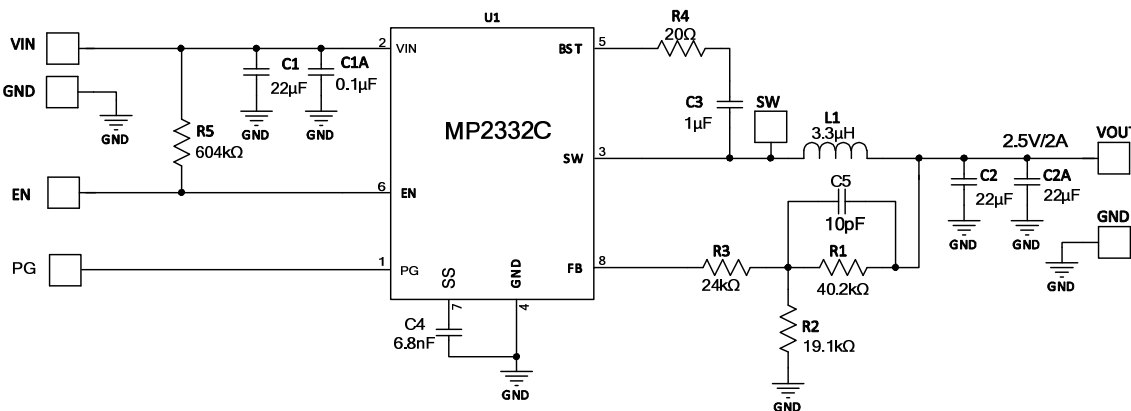 U1
MP2332C
VIN
GND
GND
R5
604kΩ
C1
22µF
GND
C1A
0.1µF
GND
EN
PG
2
VIN
6
EN
1
PG
SS
7
GND
4
C4
6.8nF
GND
BST
5
R4
20Ω
C3
1µF
SW
SW
3
L1
3.3µH
2.5V/2A
VOUT
C2
22µF
GND
C2A
22µF
GND
GND
GND
C5
10pF
FB
8
R3
24kΩ
R1
40.2kΩ
R2
19.1kΩ
GND